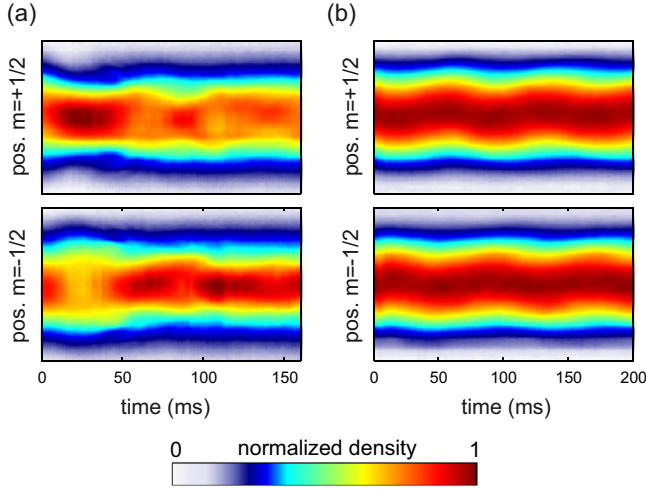 (a)
(b)
pos. m=+1/2
pos. m=+1/2
pos. m=-1/2
pos. m=-1/2
0 50 100 150
0 50 100 150 200
time (ms)
time (ms)
0 normalized density 1